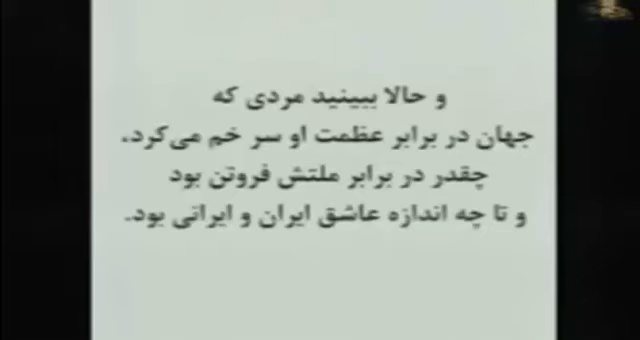 و حالا ببینید مردی که
جهان در برابر عظمت او سر خم می‌کرد،
چقدر در برابر ملتش فروتن بود
و تا چه اندازه عاشق ایران و ایرانی بود.